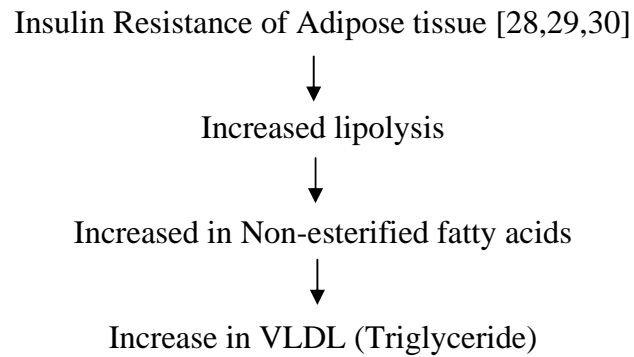 Insulin Resistance of Adipose tissue [28,29,30]
Increased lipolysis
Increased in Non-esterified fatty acids
Increase in VLDL (Triglyceride)